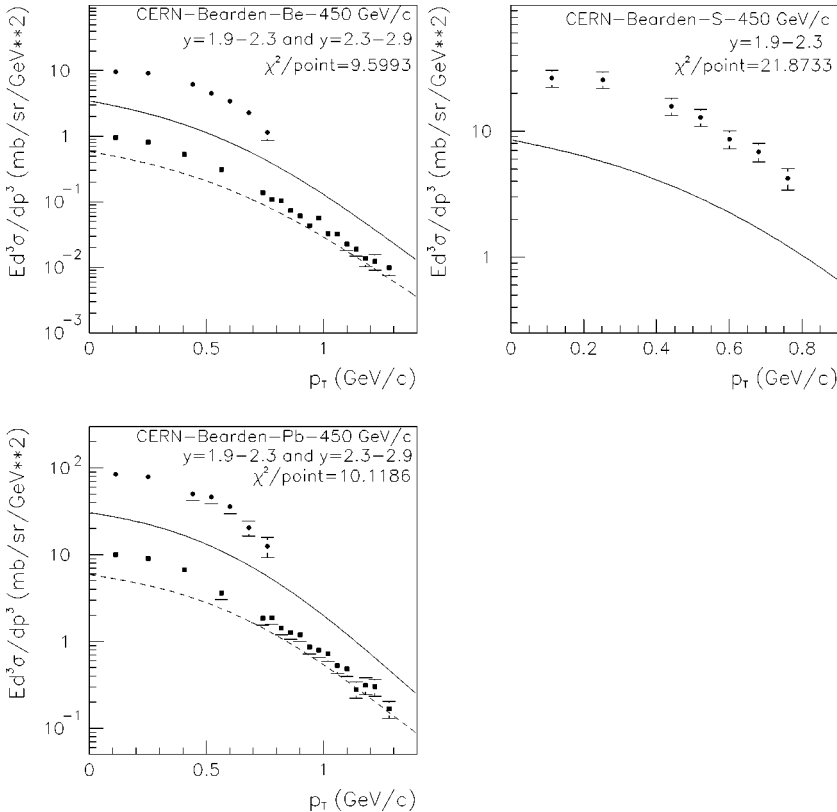 CERN−Bearden−Be−450 GeV/c
y=1.9−2.3 and y=2.3−2.9
χ²/point=9.5993
Ed³σ/dp³ (mb/sr/GeV**2)
10
1
10⁻¹
10⁻²
10⁻³
0
0.5
1
p_T (GeV/c)
CERN−Bearden−S−450 GeV/c
y=1.9−2.3
χ²/point=21.8733
Ed³σ/dp³ (mb/sr/GeV**2)
10
1
0
0.2
0.4
0.6
0.8
p_T (GeV/c)
CERN−Bearden−Pb−450 GeV/c
y=1.9−2.3 and y=2.3−2.9
χ²/point=10.1186
Ed³σ/dp³ (mb/sr/GeV**2)
10²
10
1
10⁻¹
0
0.5
1
p_T (GeV/c)